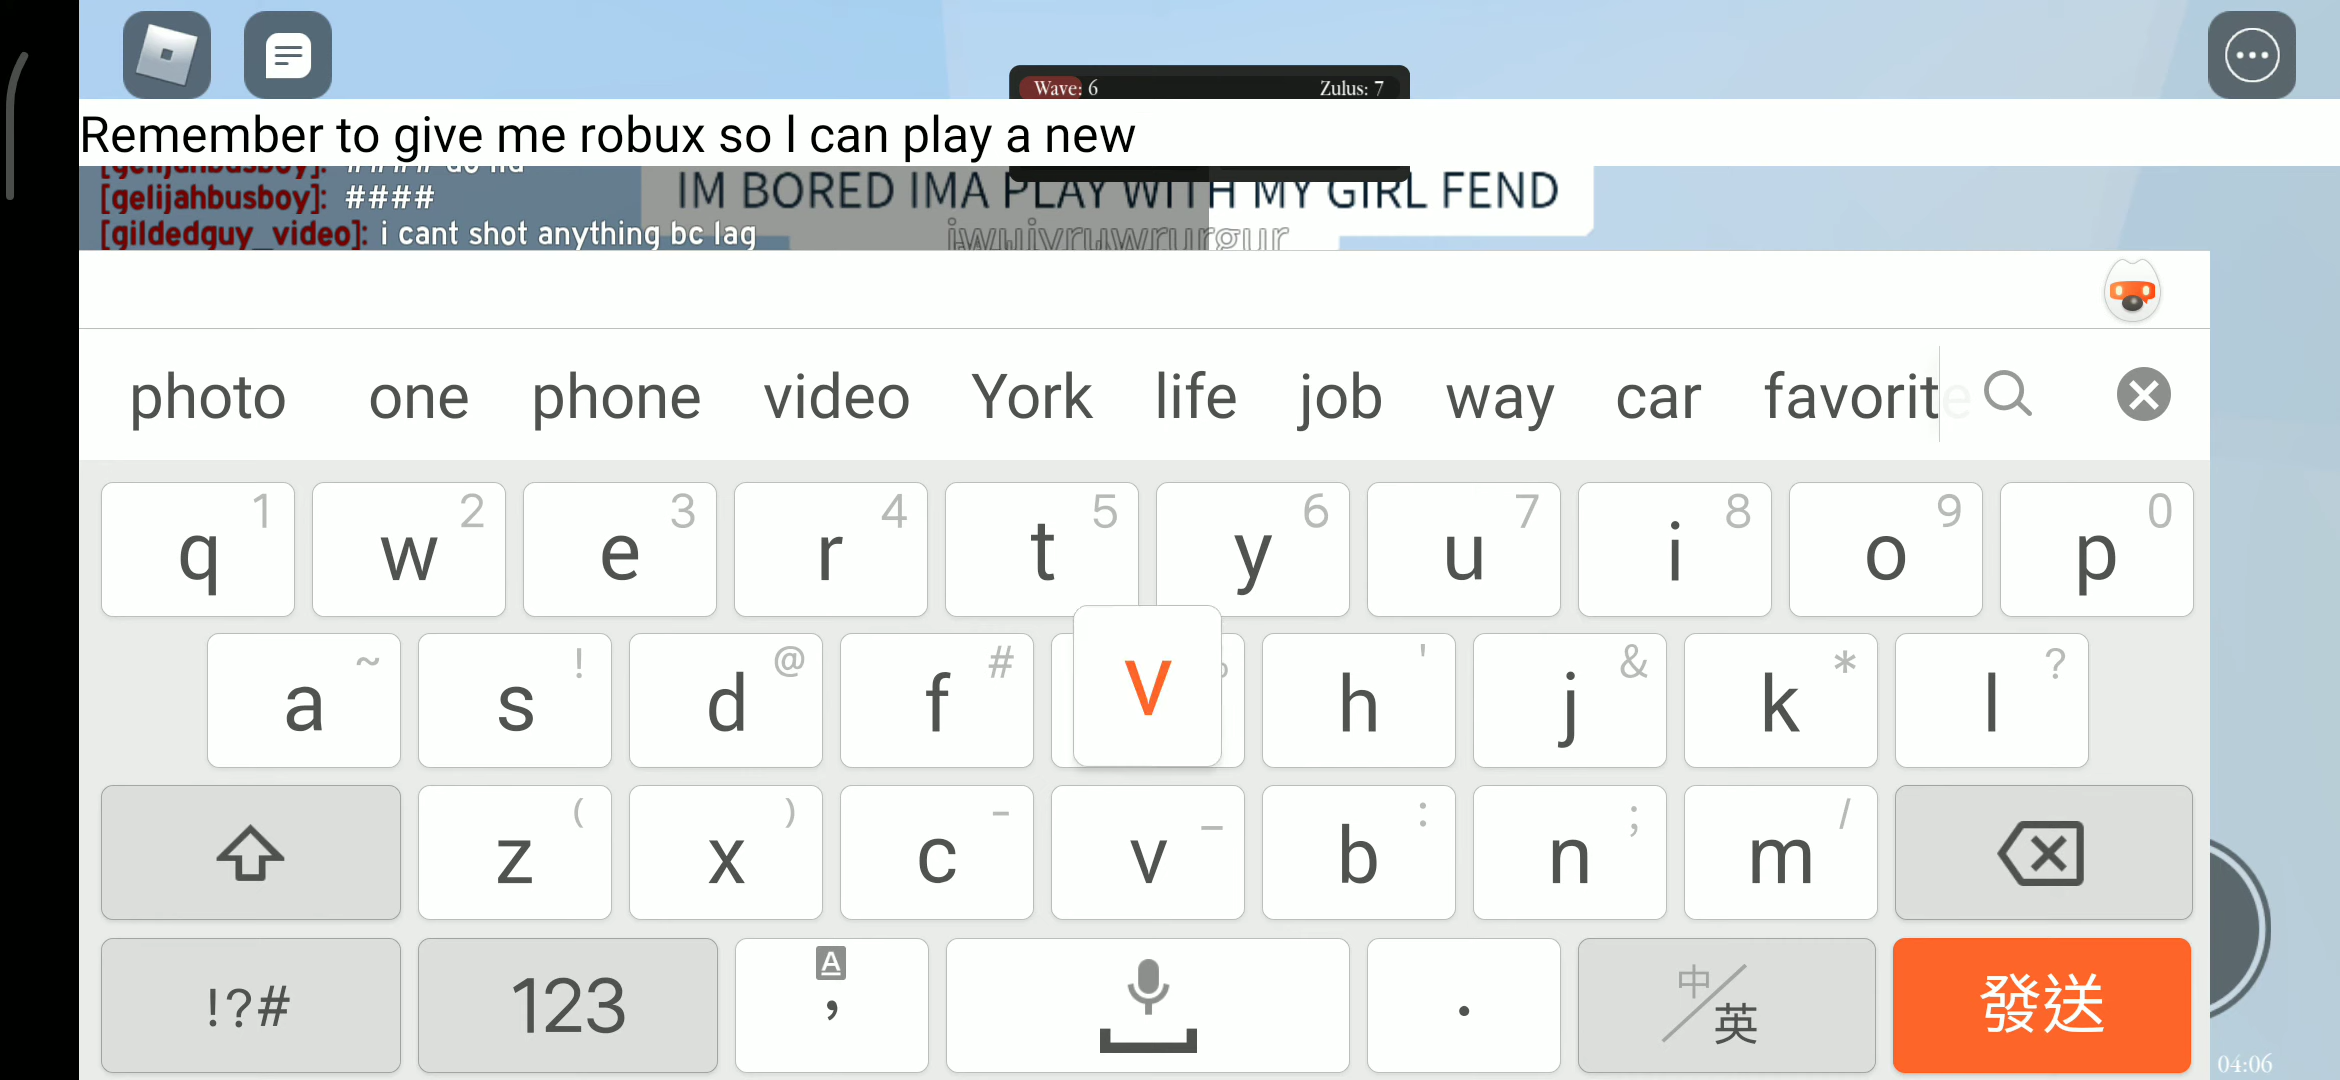 Wave: 6
Zulus: 7
Remember to give me robux so I can play a new
[gelijahbusboy]: ####
[gildedguy_video]: i cant shot anything bc lag
IM BORED IMA PLAY WITH MY GIRL FEND
photo one phone video York life job way car favorite
q 1 w 2 e 3 r 4 t 5 y 6 u 7 i 8 o 9 p 0
a ~ s ! d @ f # v h ' j & k * l ?
z ( x ) c - v _ b : n ; m /
!?# 123 A , . 中/英 發送
04:06